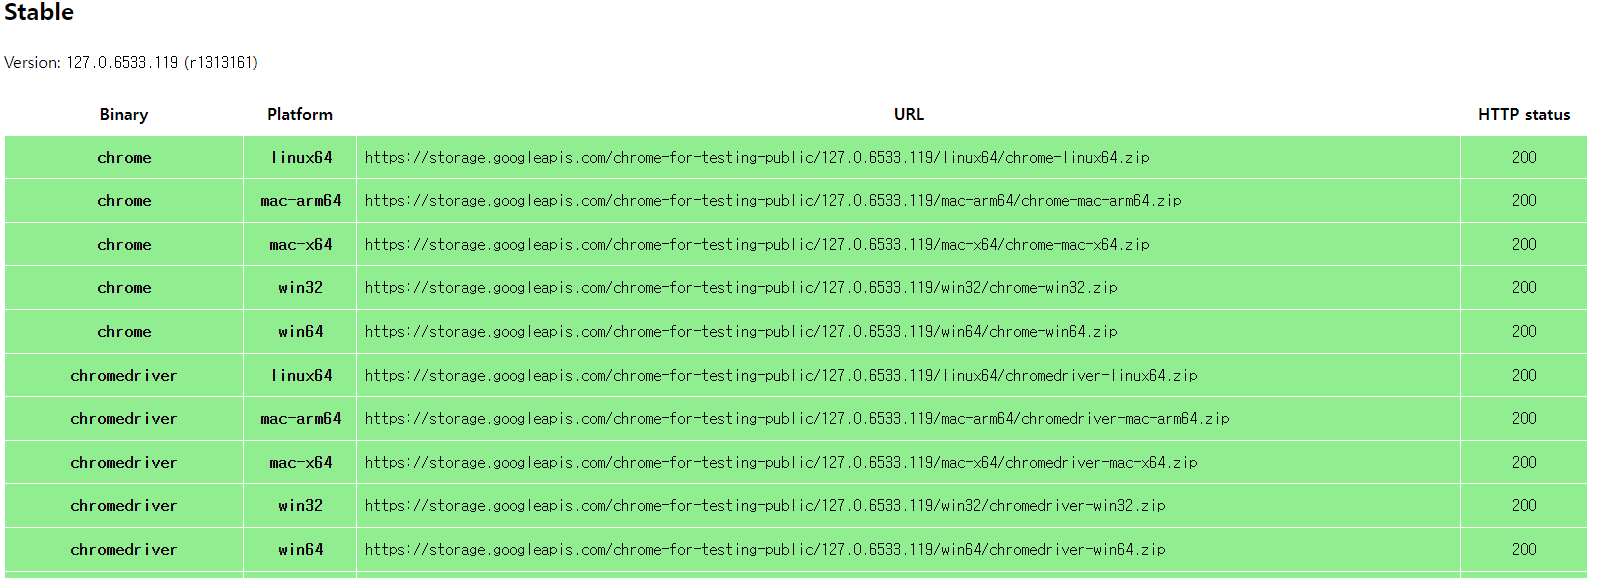 Stable
Version: 127.0.6533.119 (r1313161)
Binary Platform URL HTTP status
chrome linux64 https://storage.googleapis.com/chrome-for-testing-public/127.0.6533.119/linux64/chrome-linux64.zip 200
chrome mac-arm64 https://storage.googleapis.com/chrome-for-testing-public/127.0.6533.119/mac-arm64/chrome-mac-arm64.zip 200
chrome mac-x64 https://storage.googleapis.com/chrome-for-testing-public/127.0.6533.119/mac-x64/chrome-mac-x64.zip 200
chrome win32 https://storage.googleapis.com/chrome-for-testing-public/127.0.6533.119/win32/chrome-win32.zip 200
chrome win64 https://storage.googleapis.com/chrome-for-testing-public/127.0.6533.119/win64/chrome-win64.zip 200
chromedriver linux64 https://storage.googleapis.com/chrome-for-testing-public/127.0.6533.119/linux64/chromedriver-linux64.zip 200
chromedriver mac-arm64 https://storage.googleapis.com/chrome-for-testing-public/127.0.6533.119/mac-arm64/chromedriver-mac-arm64.zip 200
chromedriver mac-x64 https://storage.googleapis.com/chrome-for-testing-public/127.0.6533.119/mac-x64/chromedriver-mac-x64.zip 200
chromedriver win32 https://storage.googleapis.com/chrome-for-testing-public/127.0.6533.119/win32/chromedriver-win32.zip 200
chromedriver win64 https://storage.googleapis.com/chrome-for-testing-public/127.0.6533.119/win64/chromedriver-win64.zip 200